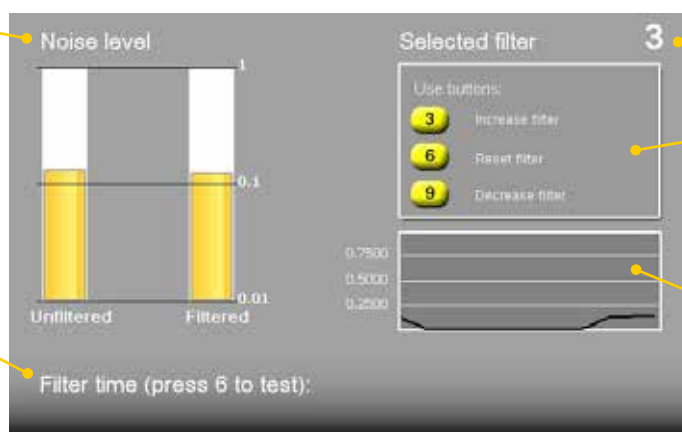 Noise level
1
0.1
0.01
Unfiltered
Filtered
Selected filter
3
Use buttons:
3 Increase filter
6 Reset filter
9 Decrease filter
0.7500
0.5000
0.2500
Filter time (press 6 to test):